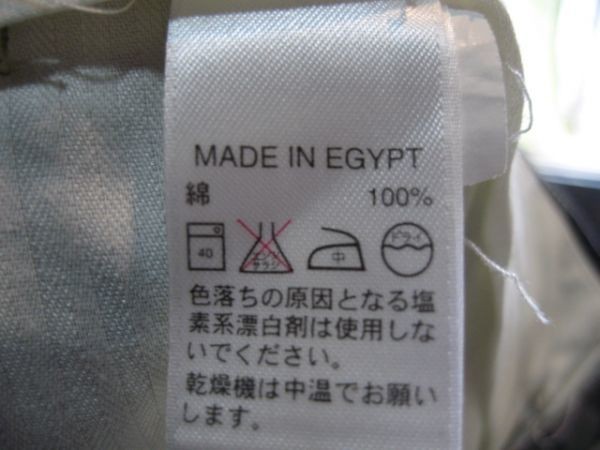 MADE IN EGYPT
綿 100%
40 エンソ サラシ 中 ドライ
色落ちの原因となる塩
素系漂白剤は使用しな
いでください。
乾燥機は中温でお願い
します。